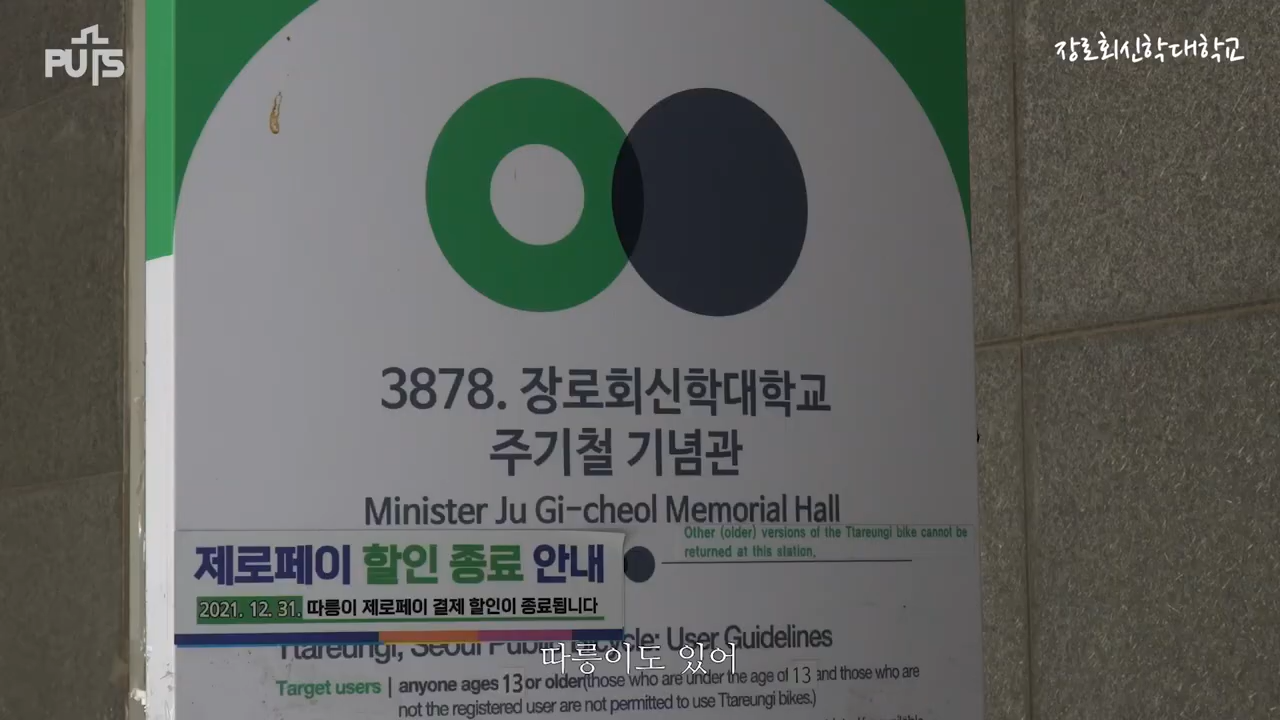 PUTS
장로회신학대학교
3878. 장로회신학대학교
주기철 기념관
Minister Ju Gi-cheol Memorial Hall
Other (older) versions of the Ttareungi bike cannot be
returned at this station.
제로페이 할인 종료 안내
2021. 12. 31. 따릉이 제로페이 결제 할인이 종료됩니다
Ttareungi, Seoul Public Bicycle: User Guidelines
따릉이도 있어
Target users | anyone ages 13 or older(those who are under the age of 13 and those who are
not the registered user are not permitted to use Ttareungi bikes.)